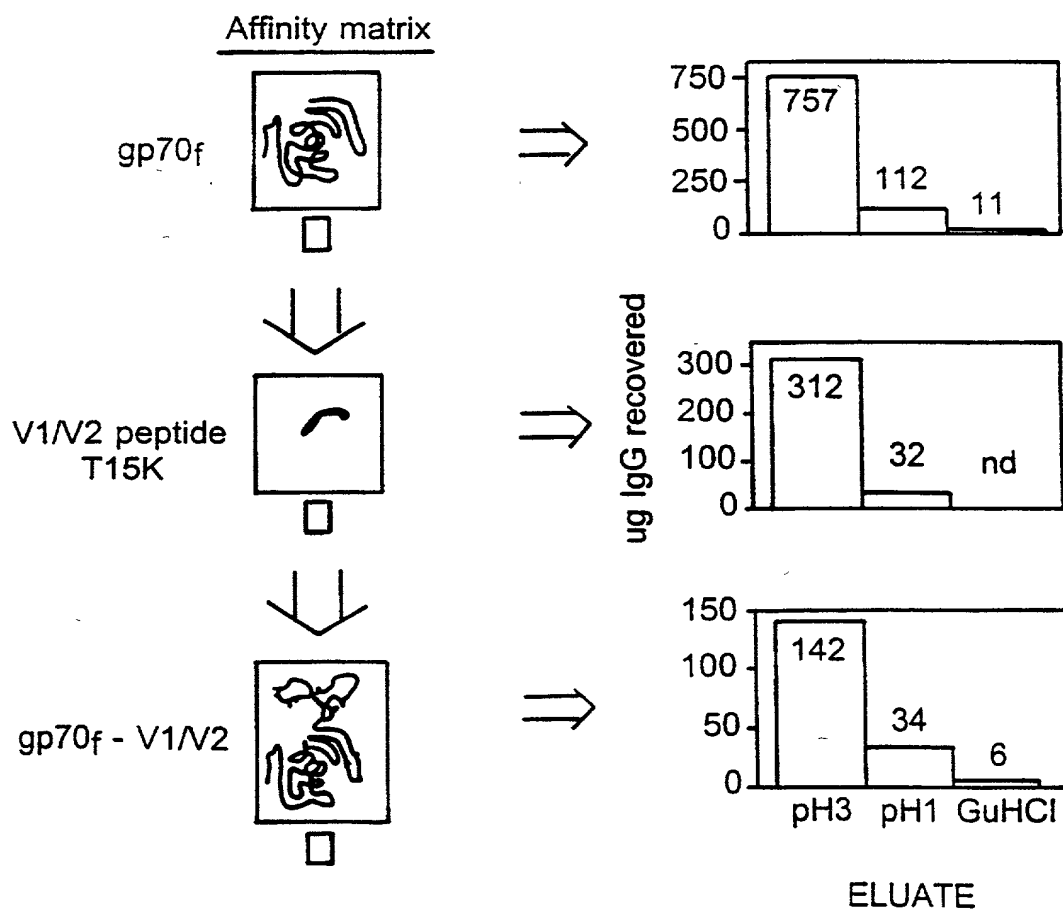 Affinity matrix
gp70f
750
500
250
0
757
112
11
V1/V2 peptide
T15K
ug IgG recovered
300
200
100
0
312
32
nd
gp70f - V1/V2
150
100
50
0
142
34
6
pH3 pH1 GuHCl
ELUATE